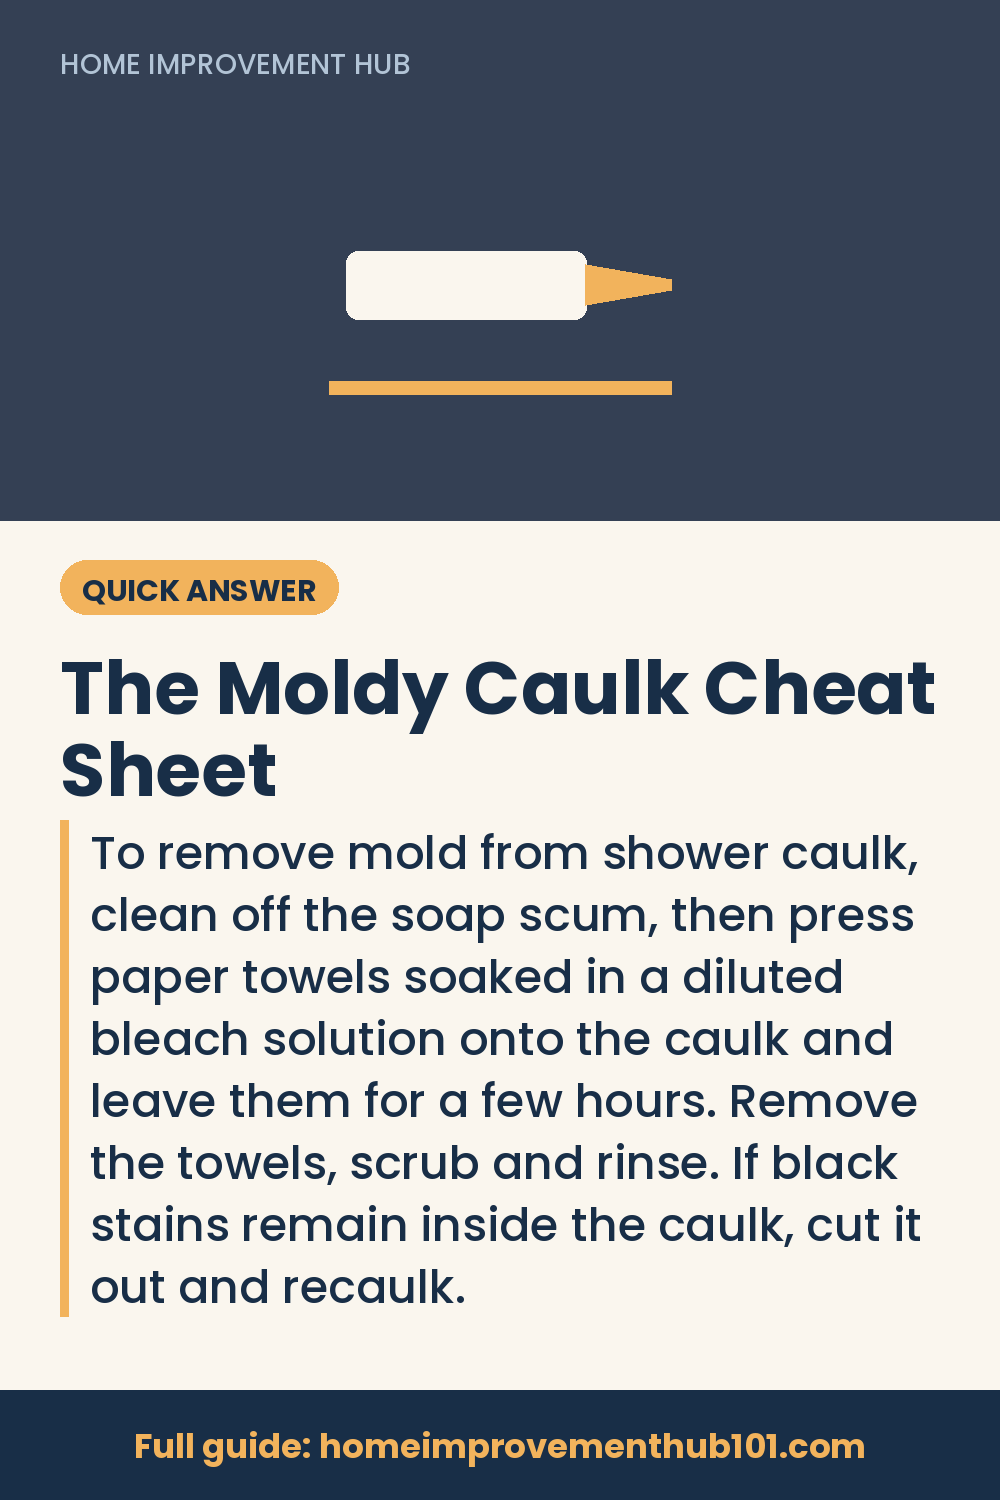 HOME IMPROVEMENT HUB
QUICK ANSWER
The Moldy Caulk Cheat
Sheet
To remove mold from shower caulk,
clean off the soap scum, then press
paper towels soaked in a diluted
bleach solution onto the caulk and
leave them for a few hours. Remove
the towels, scrub and rinse. If black
stains remain inside the caulk, cut it
out and recaulk.
Full guide: homeimprovementhub101.com